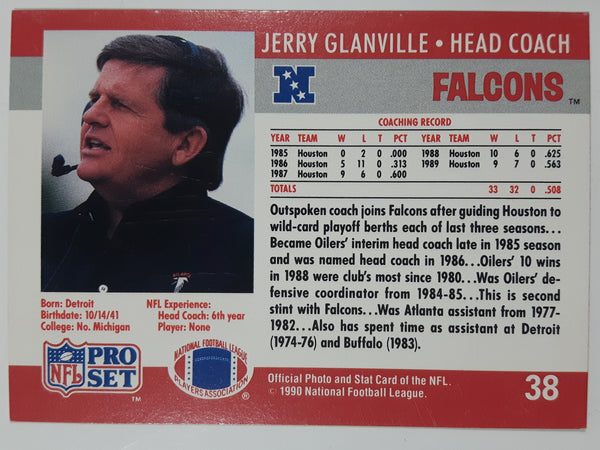 JERRY GLANVILLE • HEAD COACH
N
FALCONS™
COACHING RECORD
YEAR TEAM W L T PCT YEAR TEAM W L T PCT
1985 Houston 0 2 0 .000 1988 Houston 10 6 0 .625
1986 Houston 5 11 0 .313 1989 Houston 9 7 0 .563
1987 Houston 9 6 0 .600
TOTALS 33 32 0 .508
Outspoken coach joins Falcons after guiding Houston to
wild-card playoff berths each of last three seasons...
Became Oilers' interim head coach late in 1985 season
and was named head coach in 1986...Oilers' 10 wins
in 1988 were club's most since 1980...Was Oilers' de-
fensive coordinator from 1984-85...This is second
stint with Falcons...Was Atlanta assistant from 1977-
1982...Also has spent time as assistant at Detroit
(1974-76) and Buffalo (1983).
ATLANTA
Born: Detroit
Birthdate: 10/14/41
College: No. Michigan
NFL Experience:
Head Coach: 6th year
Player: None
NFL
PRO
SET
™
NATIONAL FOOTBALL LEAGUE
PLAYERS ASSOCIATION
®
Official Photo and Stat Card of the NFL.
© 1990 National Football League.
38